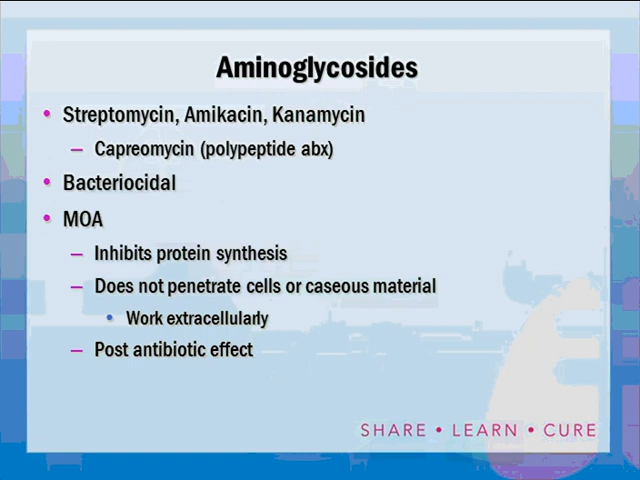 Aminoglycosides
• Streptomycin, Amikacin, Kanamycin
– Capreomycin (polypeptide abx)
• Bacteriocidal
• MOA
– Inhibits protein synthesis
– Does not penetrate cells or caseous material
• Work extracellularly
– Post antibiotic effect
SHARE • LEARN • CURE